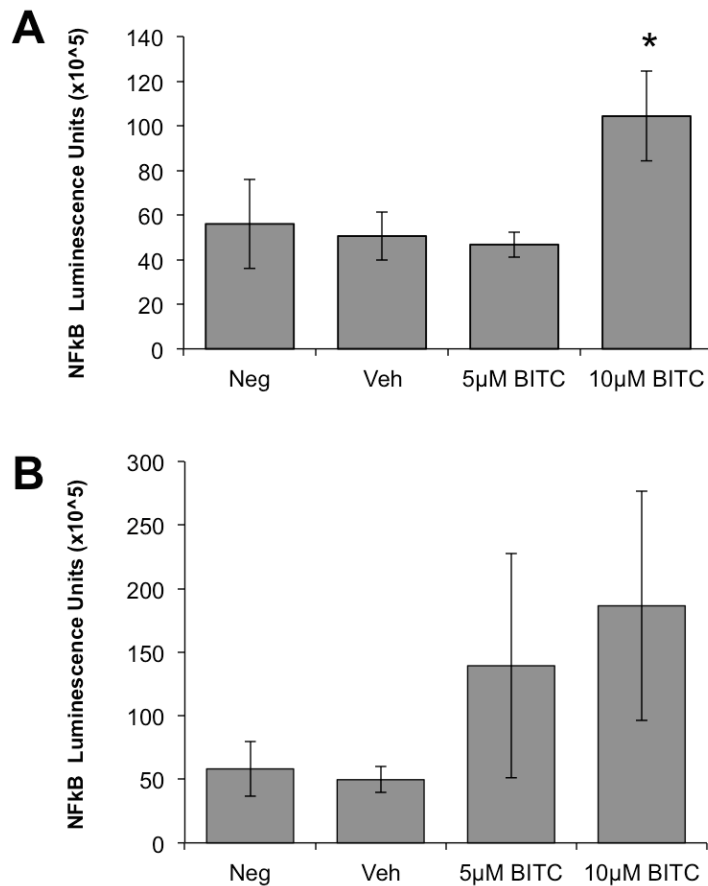 A
NFkB Luminescence Units (x10^5)
140
*
120
100
80
60
40
20
0
Neg Veh 5µM BITC 10µM BITC
B
NFkB Luminescence Units (x10^5)
300
250
200
150
100
50
0
Neg Veh 5µM BITC 10µM BITC